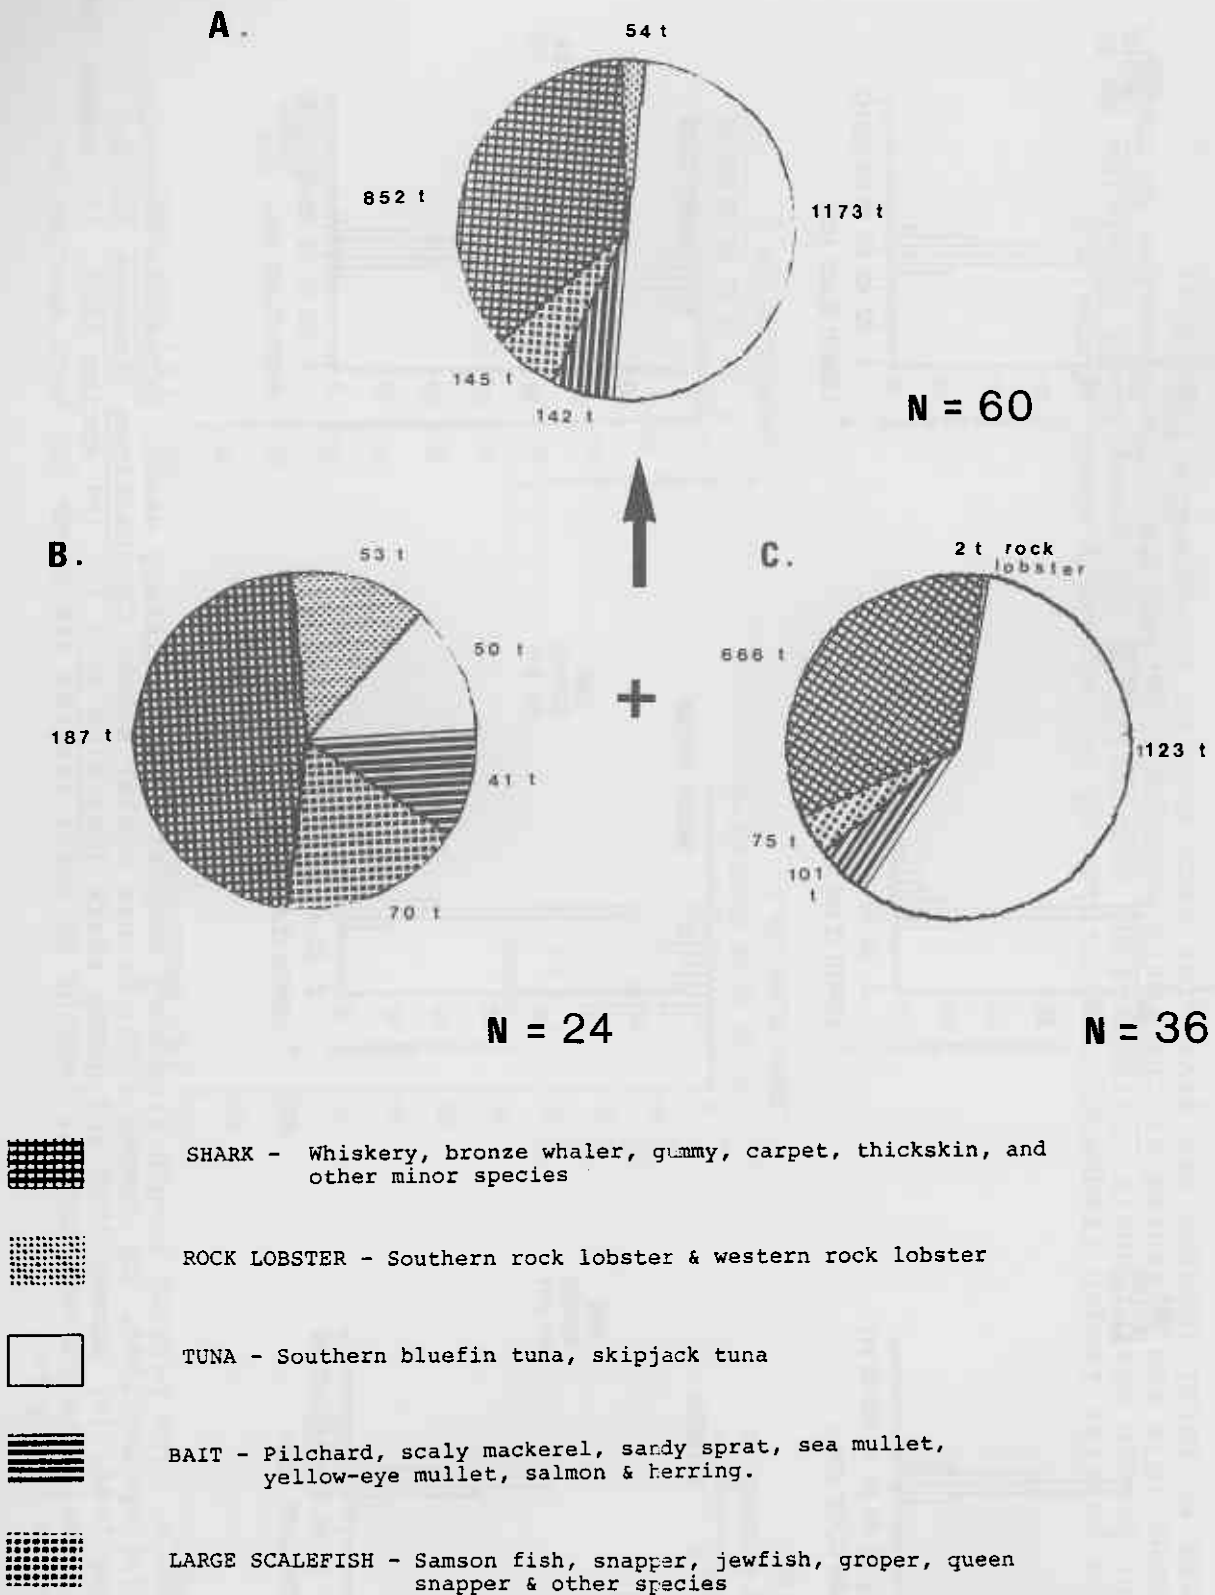 A.
54 t
852 t
1173 t
145 t
142 t
N = 60
B.
53 t
C.
2 t rock
lobster
50 t
666 t
187 t
41 t
1123 t
75 t
101
t
70 t
N = 24
N = 36
SHARK - Whiskery, bronze whaler, gummy, carpet, thickskin, and
other minor species
ROCK LOBSTER - Southern rock lobster & western rock lobster
TUNA - Southern bluefin tuna, skipjack tuna
BAIT - Pilchard, scaly mackerel, sandy sprat, sea mullet,
yellow-eye mullet, salmon & herring.
LARGE SCALEFISH - Samson fish, snapper, jewfish, groper, queen
snapper & other species